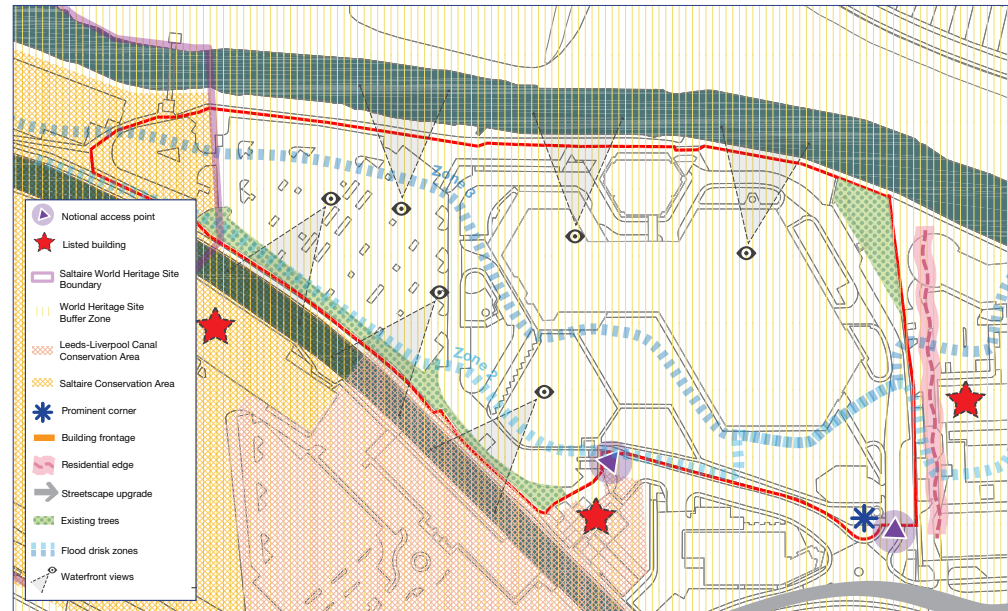 Zone 3
Zone 2
Notional access point
Listed building
Saltaire World Heritage Site
Boundary
World Heritage Site
Buffer Zone
Leeds-Liverpool Canal
Conservation Area
Saltaire Conservation Area
Prominent corner
Building frontage
Residential edge
Streetscape upgrade
Existing trees
Flood drisk zones
Waterfront views